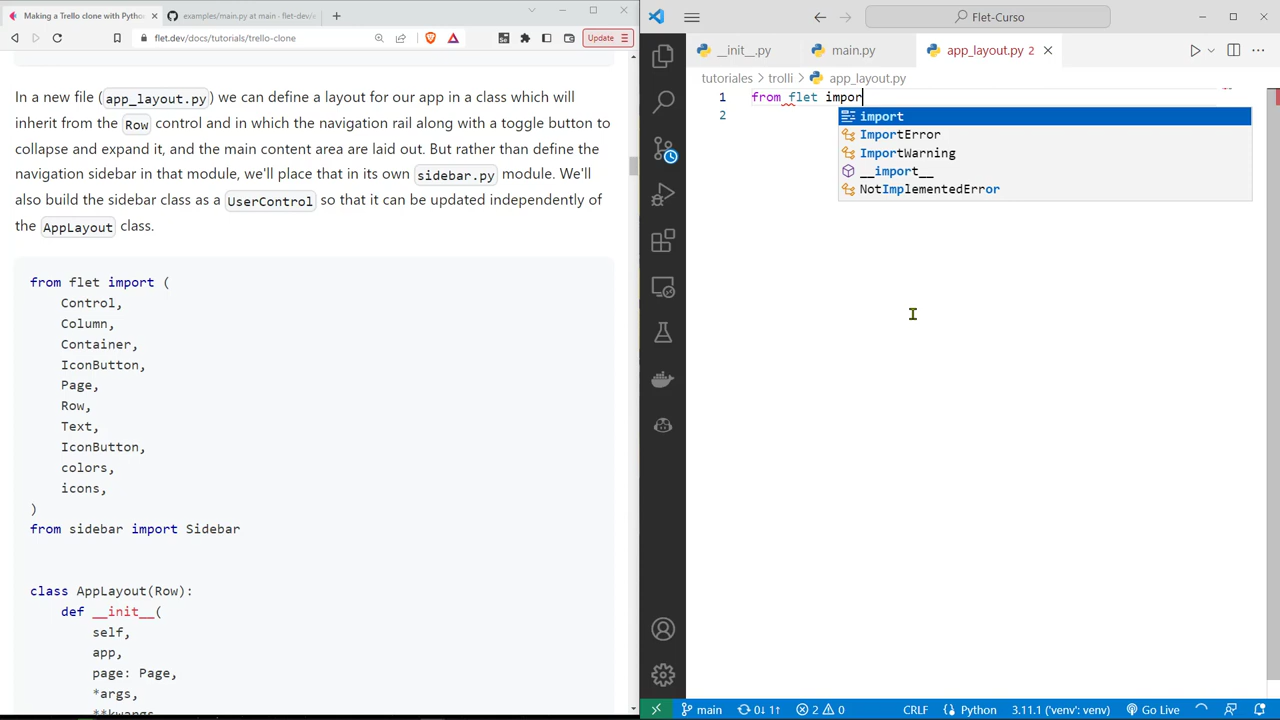 Making a Trello clone with Pytho
examples/main.py at main · flet-dev/e
flet.dev/docs/tutorials/trello-clone
Update
In a new file (app_layout.py) we can define a layout for our app in a class which will
inherit from the Row control and in which the navigation rail along with a toggle button to
collapse and expand it, and the main content area are laid out. But rather than define the
navigation sidebar in that module, we'll place that in its own sidebar.py module. We'll
also build the sidebar class as a UserControl so that it can be updated independently of
the AppLayout class.
from flet import (
Control,
Column,
Container,
IconButton,
Page,
Row,
Text,
IconButton,
colors,
icons,
)
from sidebar import Sidebar
class AppLayout(Row):
def __init__(
self,
app,
page: Page,
*args,
**kwargs
Flet-Curso
__init__.py
main.py
app_layout.py 2
tutoriales > trolli > app_layout.py
1 from flet impor
2
import
ImportError
ImportWarning
__import__
NotImplementedError
main 0↓ 1↑ 2 0 CRLF Python 3.11.1 ('venv': venv) Go Live